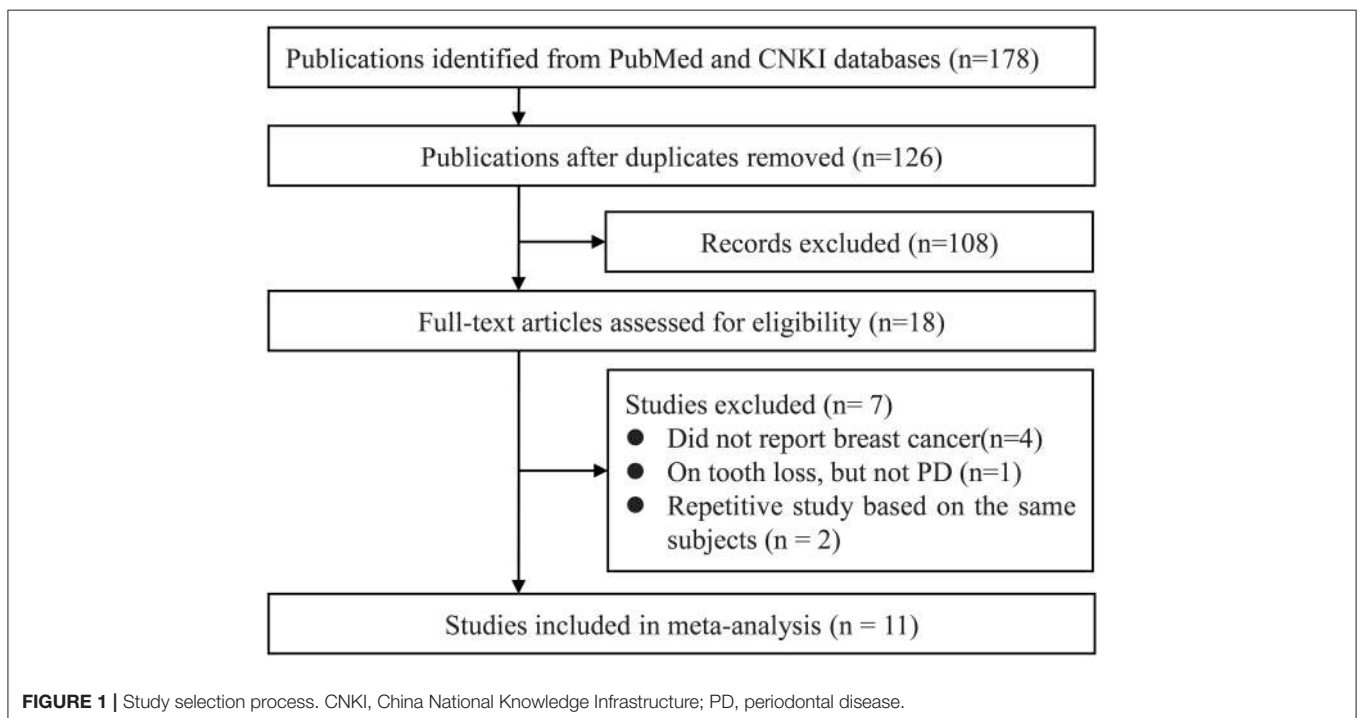 Publications identified from PubMed and CNKI databases (n=178)
Publications after duplicates removed (n=126)
Records excluded (n=108)
Full-text articles assessed for eligibility (n=18)
Studies excluded (n= 7)
● Did not report breast cancer(n=4)
● On tooth loss, but not PD (n=1)
● Repetitive study based on the same
subjects (n = 2)
Studies included in meta-analysis (n = 11)
FIGURE 1 | Study selection process. CNKI, China National Knowledge Infrastructure; PD, periodontal disease.